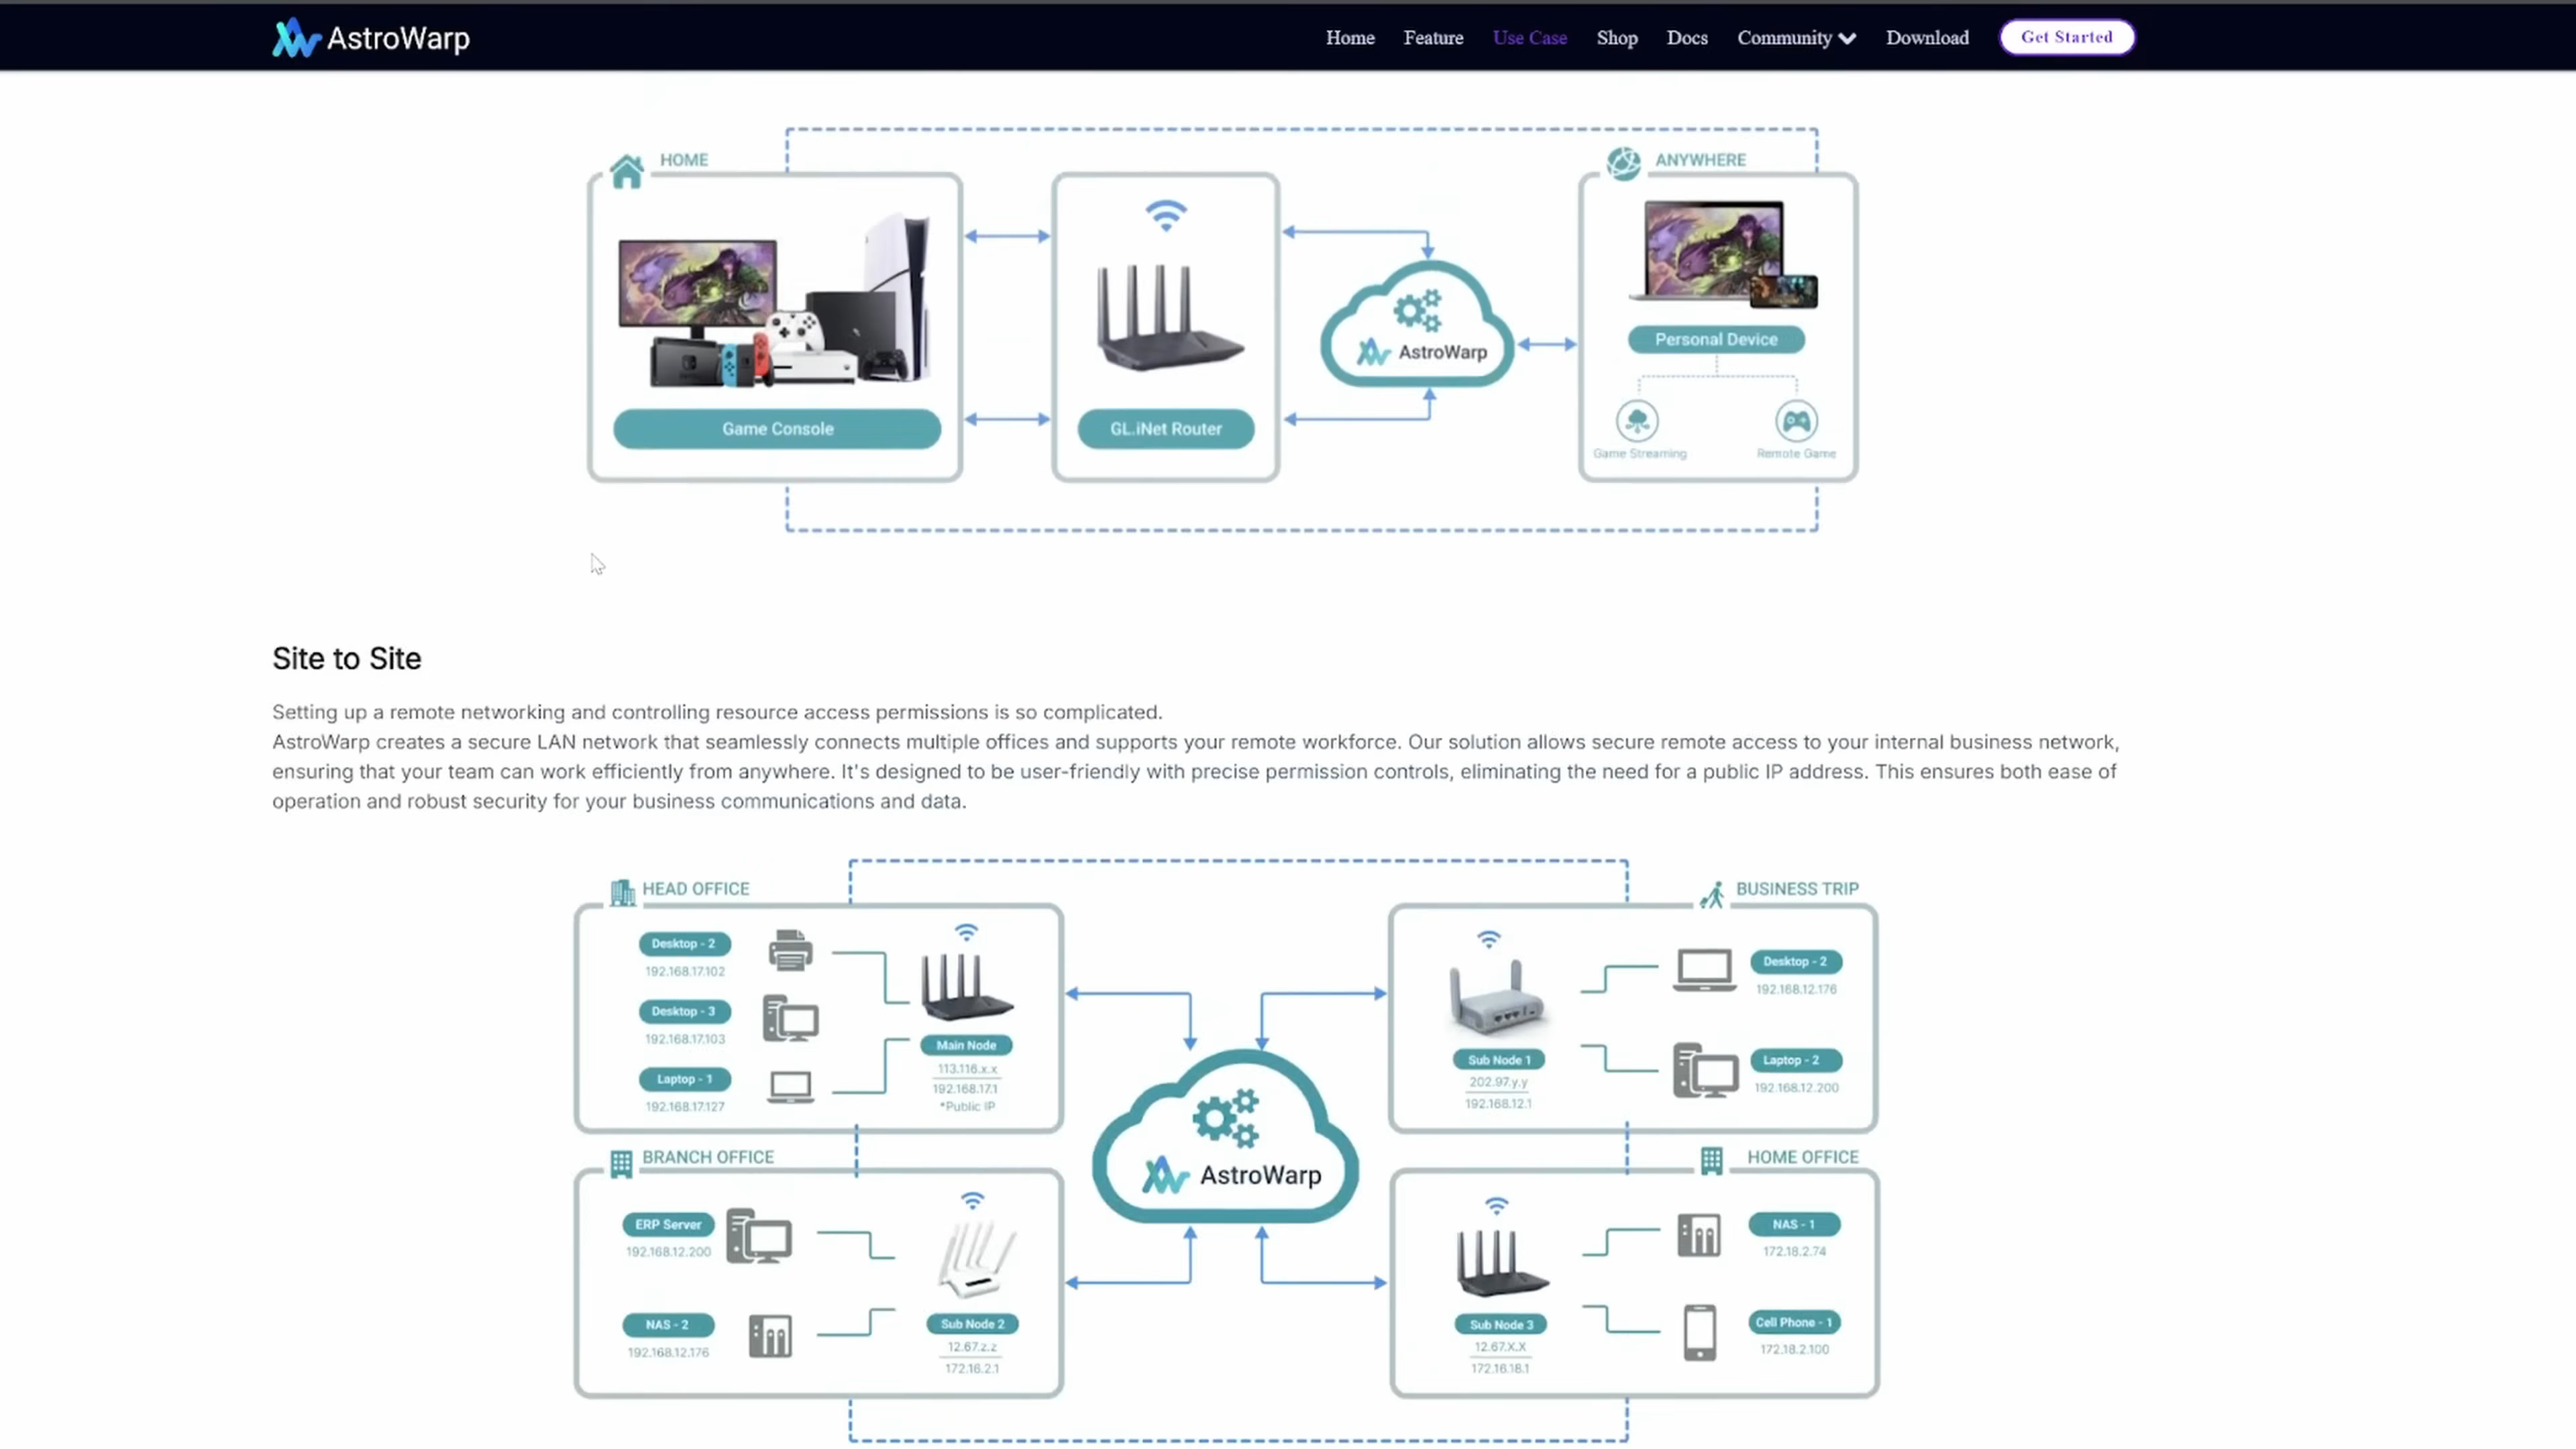 AstroWarp
Home Feature Use Case Shop Docs Community Download Get Started
HOME
ANYWHERE
AstroWarp
Personal Device
Game Console
GL.iNet Router
Game Streaming
Remote Game
Site to Site
Setting up a remote networking and controlling resource access permissions is so complicated.
AstroWarp creates a secure LAN network that seamlessly connects multiple offices and supports your remote workforce. Our solution allows secure remote access to your internal business network,
ensuring that your team can work efficiently from anywhere. It's designed to be user-friendly with precise permission controls, eliminating the need for a public IP address. This ensures both ease of
operation and robust security for your business communications and data.
HEAD OFFICE
Desktop - 2
192.168.17.102
Desktop - 3
192.168.17.103
Laptop - 1
192.168.17.127
Main Node
113.116.x.x
192.168.17.1
*Public IP
BUSINESS TRIP
Sub Node 1
202.97.y.y
192.168.12.1
Desktop - 2
192.168.12.176
Laptop - 2
192.168.12.200
AstroWarp
BRANCH OFFICE
ERP Server
192.168.12.200
NAS - 2
192.168.12.176
Sub Node 2
12.67.z.z
172.16.2.1
HOME OFFICE
Sub Node 3
12.67.X.X
172.16.18.1
NAS - 1
172.18.2.74
Cell Phone - 1
172.18.2.100